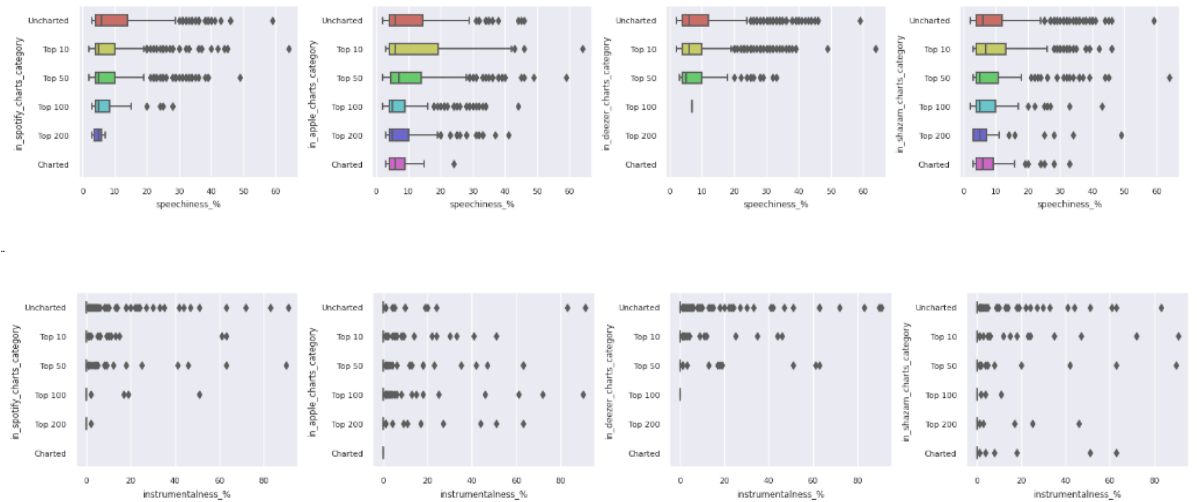 in_spotify_charts_category
Uncharted
Top 10
Top 50
Top 100
Top 200
Charted
0 10 20 30 40 50 60
speechiness_%
in_apple_charts_category
Uncharted
Top 10
Top 50
Top 100
Top 200
Charted
0 10 20 30 40 50 60
speechiness_%
in_deezer_charts_category
Uncharted
Top 10
Top 50
Top 100
Top 200
Charted
0 10 20 30 40 50 60
speechiness_%
in_shazam_charts_category
Uncharted
Top 10
Top 50
Top 100
Top 200
Charted
0 10 20 30 40 50 60
speechiness_%
in_spotify_charts_category
Uncharted
Top 10
Top 50
Top 100
Top 200
Charted
0 20 40 60 80
instrumentalness_%
in_apple_charts_category
Uncharted
Top 10
Top 50
Top 100
Top 200
Charted
0 20 40 60 80
instrumentalness_%
in_deezer_charts_category
Uncharted
Top 10
Top 50
Top 100
Top 200
Charted
0 20 40 60 80
instrumentalness_%
in_shazam_charts_category
Uncharted
Top 10
Top 50
Top 100
Top 200
Charted
0 20 40 60 80
instrumentalness_%